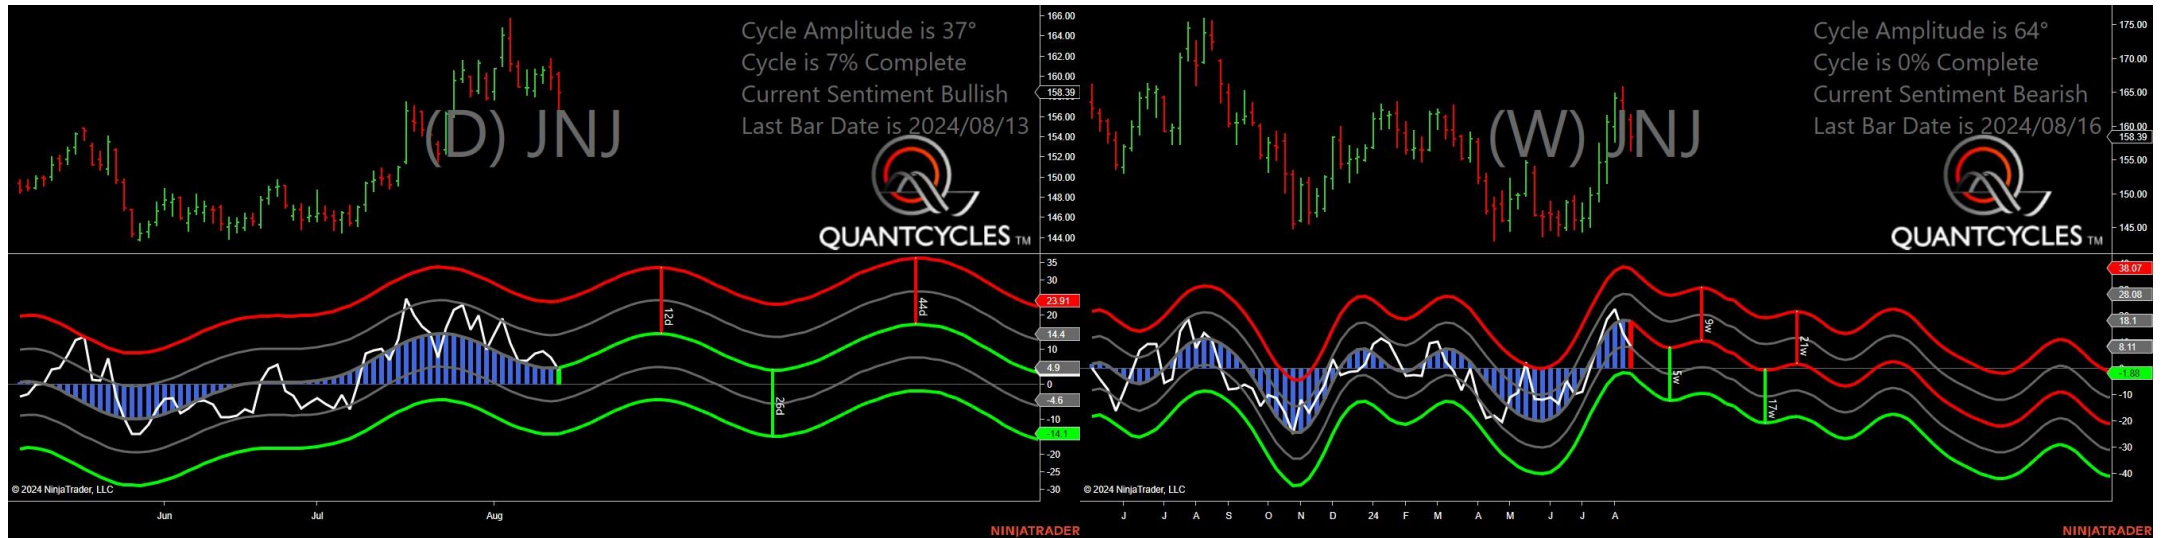 Cycle Amplitude is 37°
Cycle is 7% Complete
Current Sentiment Bullish
Last Bar Date is 2024/08/13
(D) JNJ
QUANTCYCLES TM
166.00
164.00
162.00
160.00
158.39
156.00
154.00
152.00
150.00
148.00
146.00
144.00
35
30
23.91
20
14.4
10
4.9
0
-4.6
-10
-14.1
-20
-25
-30
12d
26d
44d
© 2024 NinjaTrader, LLC
Jun Jul Aug
NINJATRADER
Cycle Amplitude is 64°
Cycle is 0% Complete
Current Sentiment Bearish
Last Bar Date is 2024/08/16
(W) JNJ
QUANTCYCLES TM
175.00
170.00
165.00
160.00
158.39
155.00
150.00
145.00
38.07
28.08
18.1
8.11
-1.88
-10
-20
-30
-40
5w
9w
17w
21w
© 2024 NinjaTrader, LLC
J J A S O N D 24 F M A M J J A
NINJATRADER